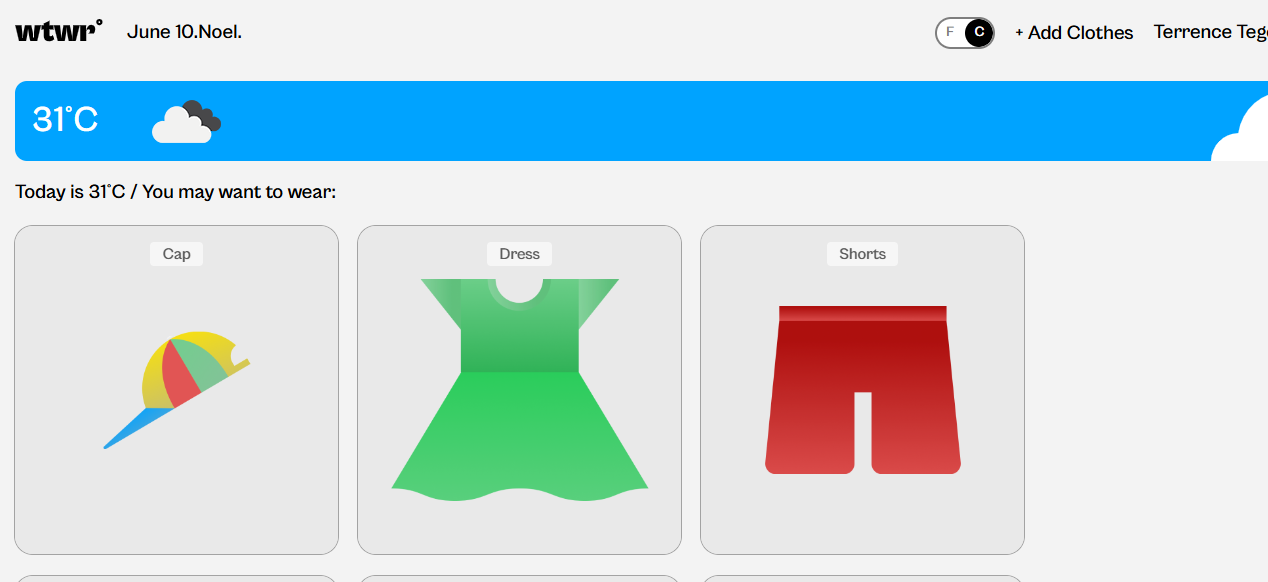 wtwr° June 10.Noel. F C + Add Clothes Terrence Teg
31°C
Today is 31°C / You may want to wear:
Cap Dress Shorts